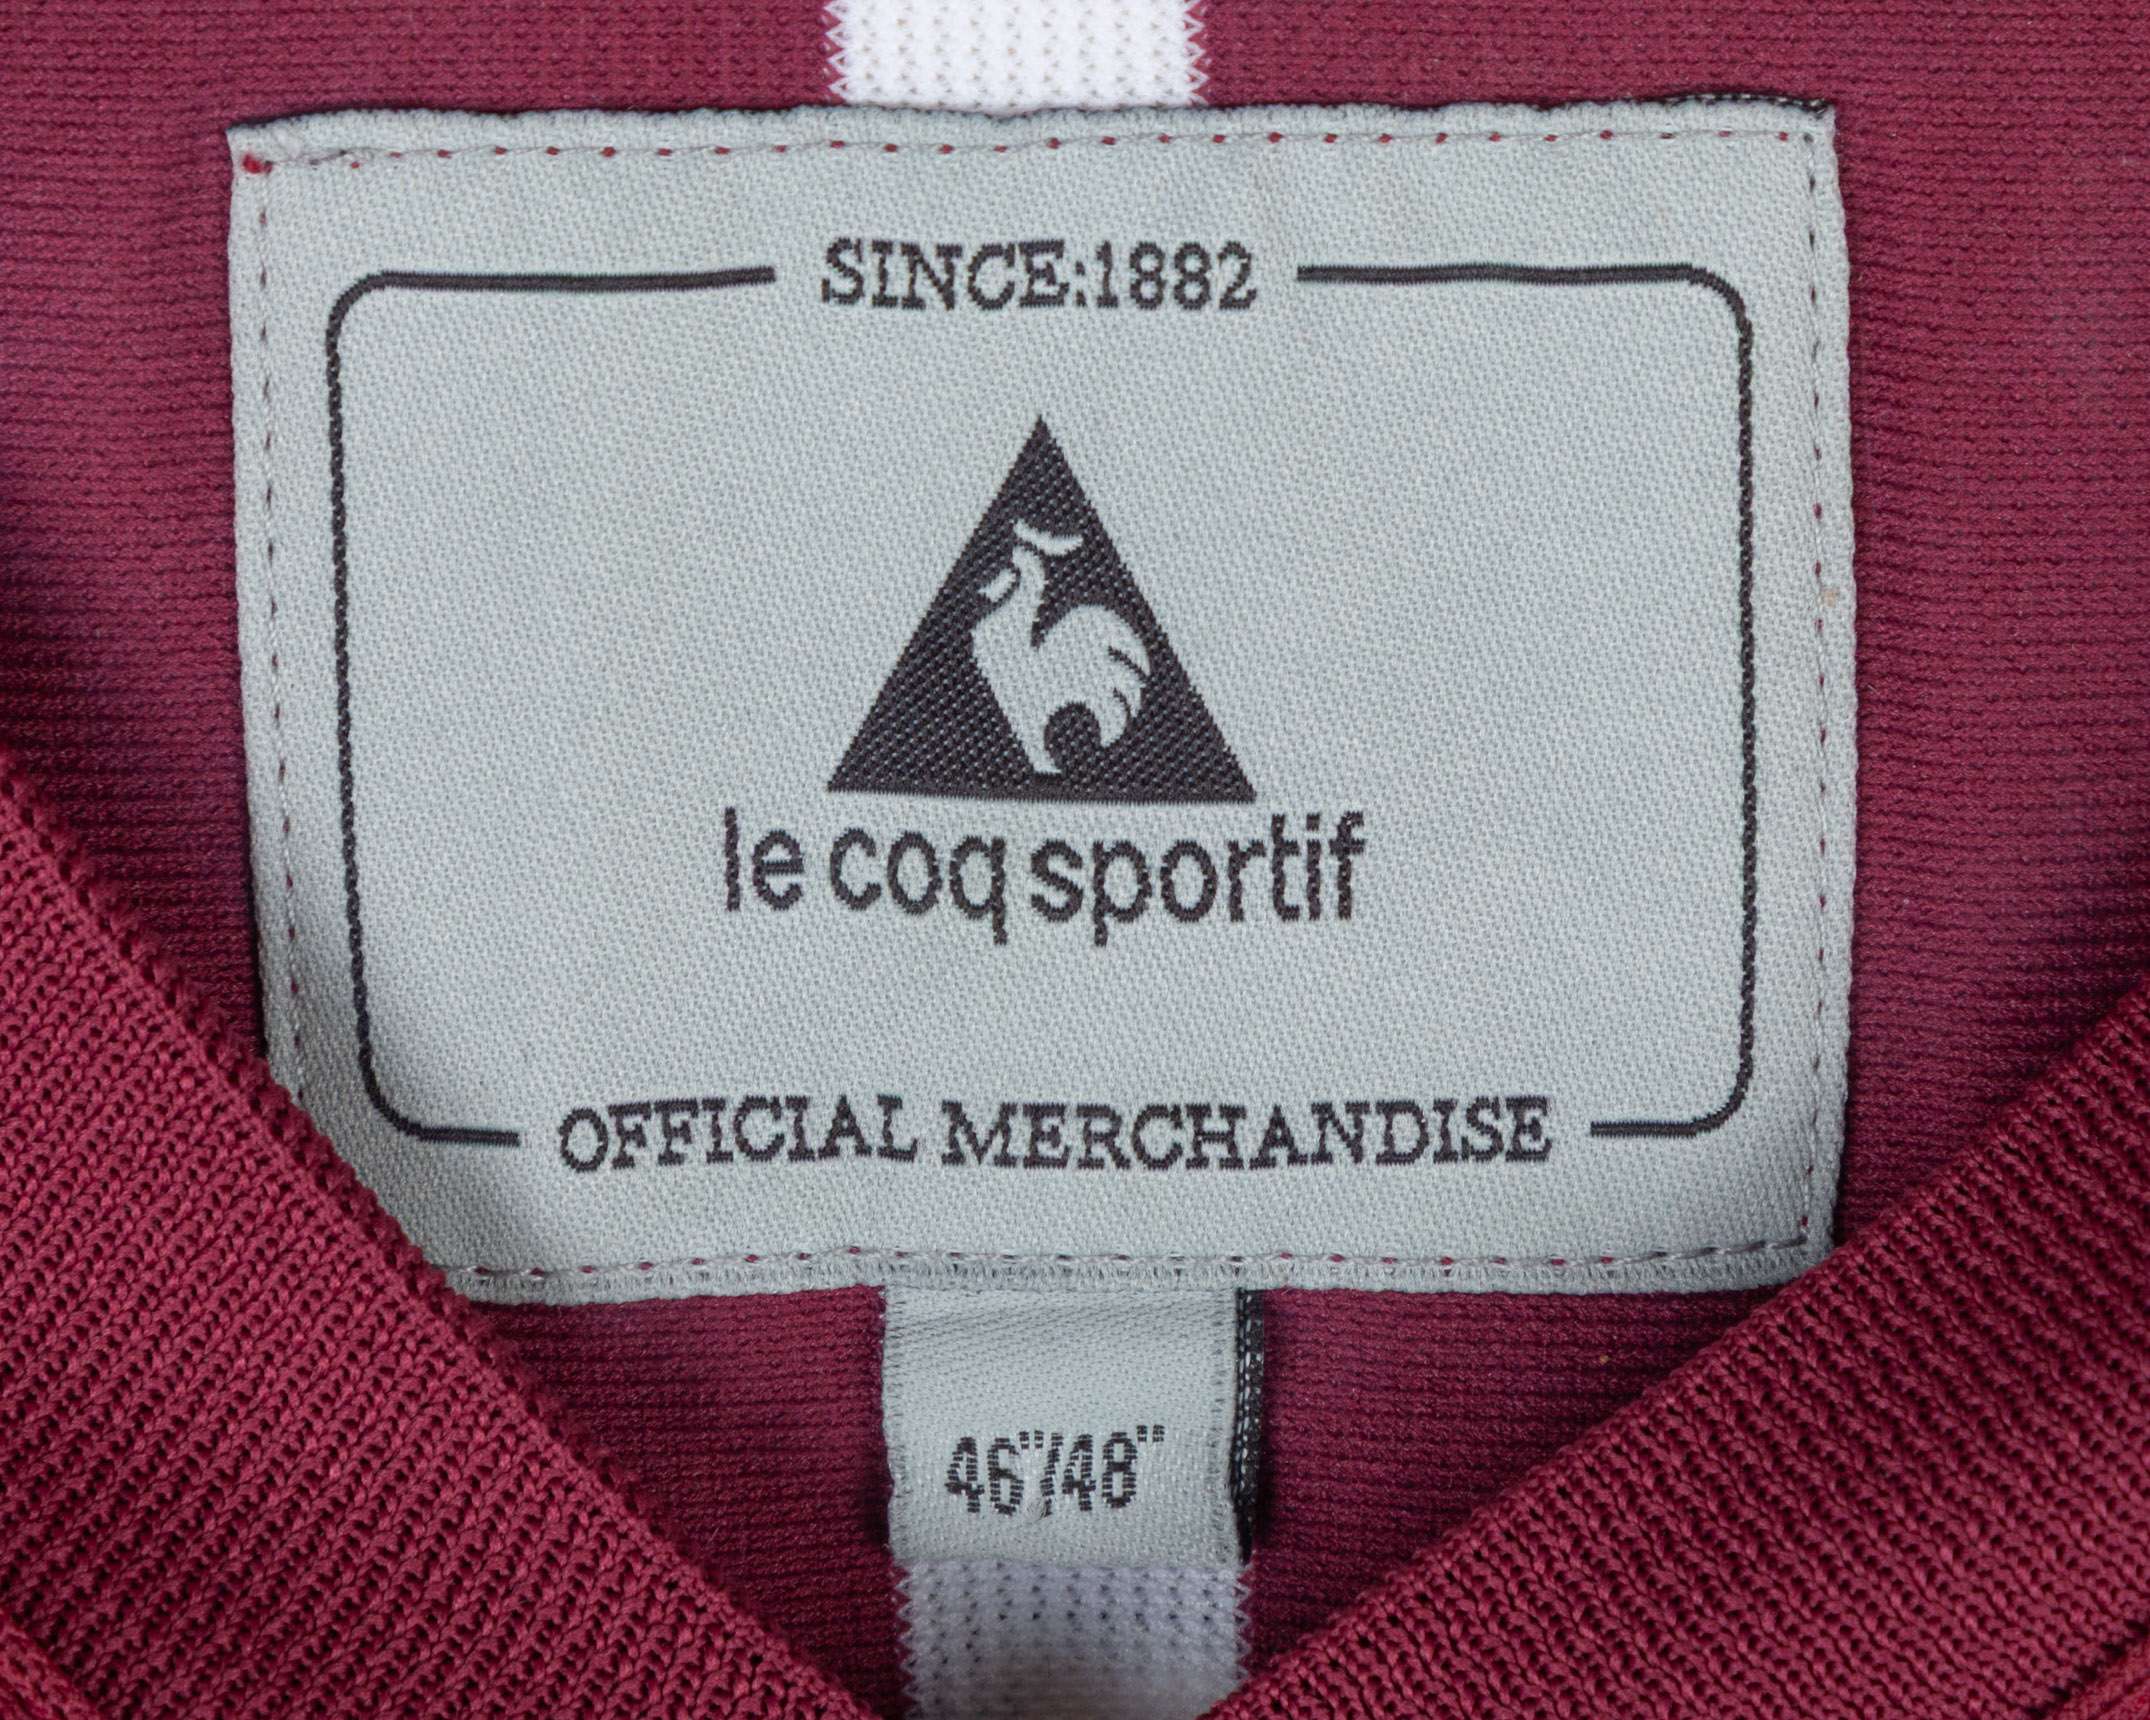 SINCE:1882
le coq sportif
OFFICIAL MERCHANDISE
46"/48"